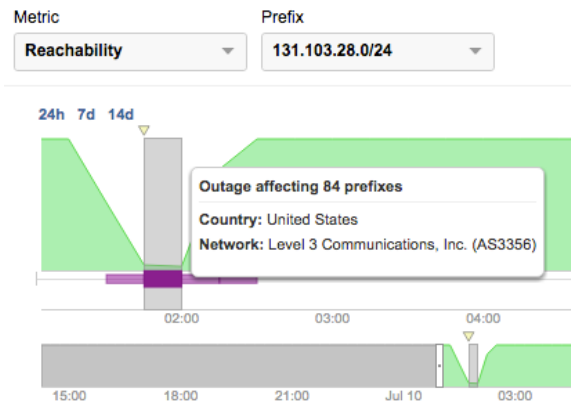 Metric Prefix
Reachability 131.103.28.0/24
24h 7d 14d
Outage affecting 84 prefixes
Country: United States
Network: Level 3 Communications, Inc. (AS3356)
02:00 03:00 04:00
15:00 18:00 21:00 Jul 10 03:00